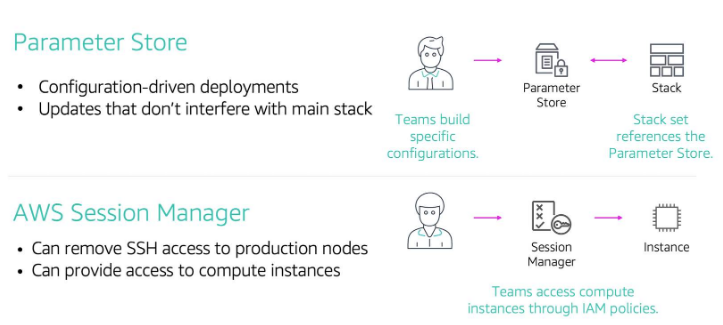 Parameter Store
• Configuration-driven deployments
• Updates that don't interfere with main stack
Teams build
specific
configurations.
Parameter
Store
Stack
Stack set
references the
Parameter Store.
AWS Session Manager
• Can remove SSH access to production nodes
• Can provide access to compute instances
Session
Manager
Instance
Teams access compute
instances through IAM policies.